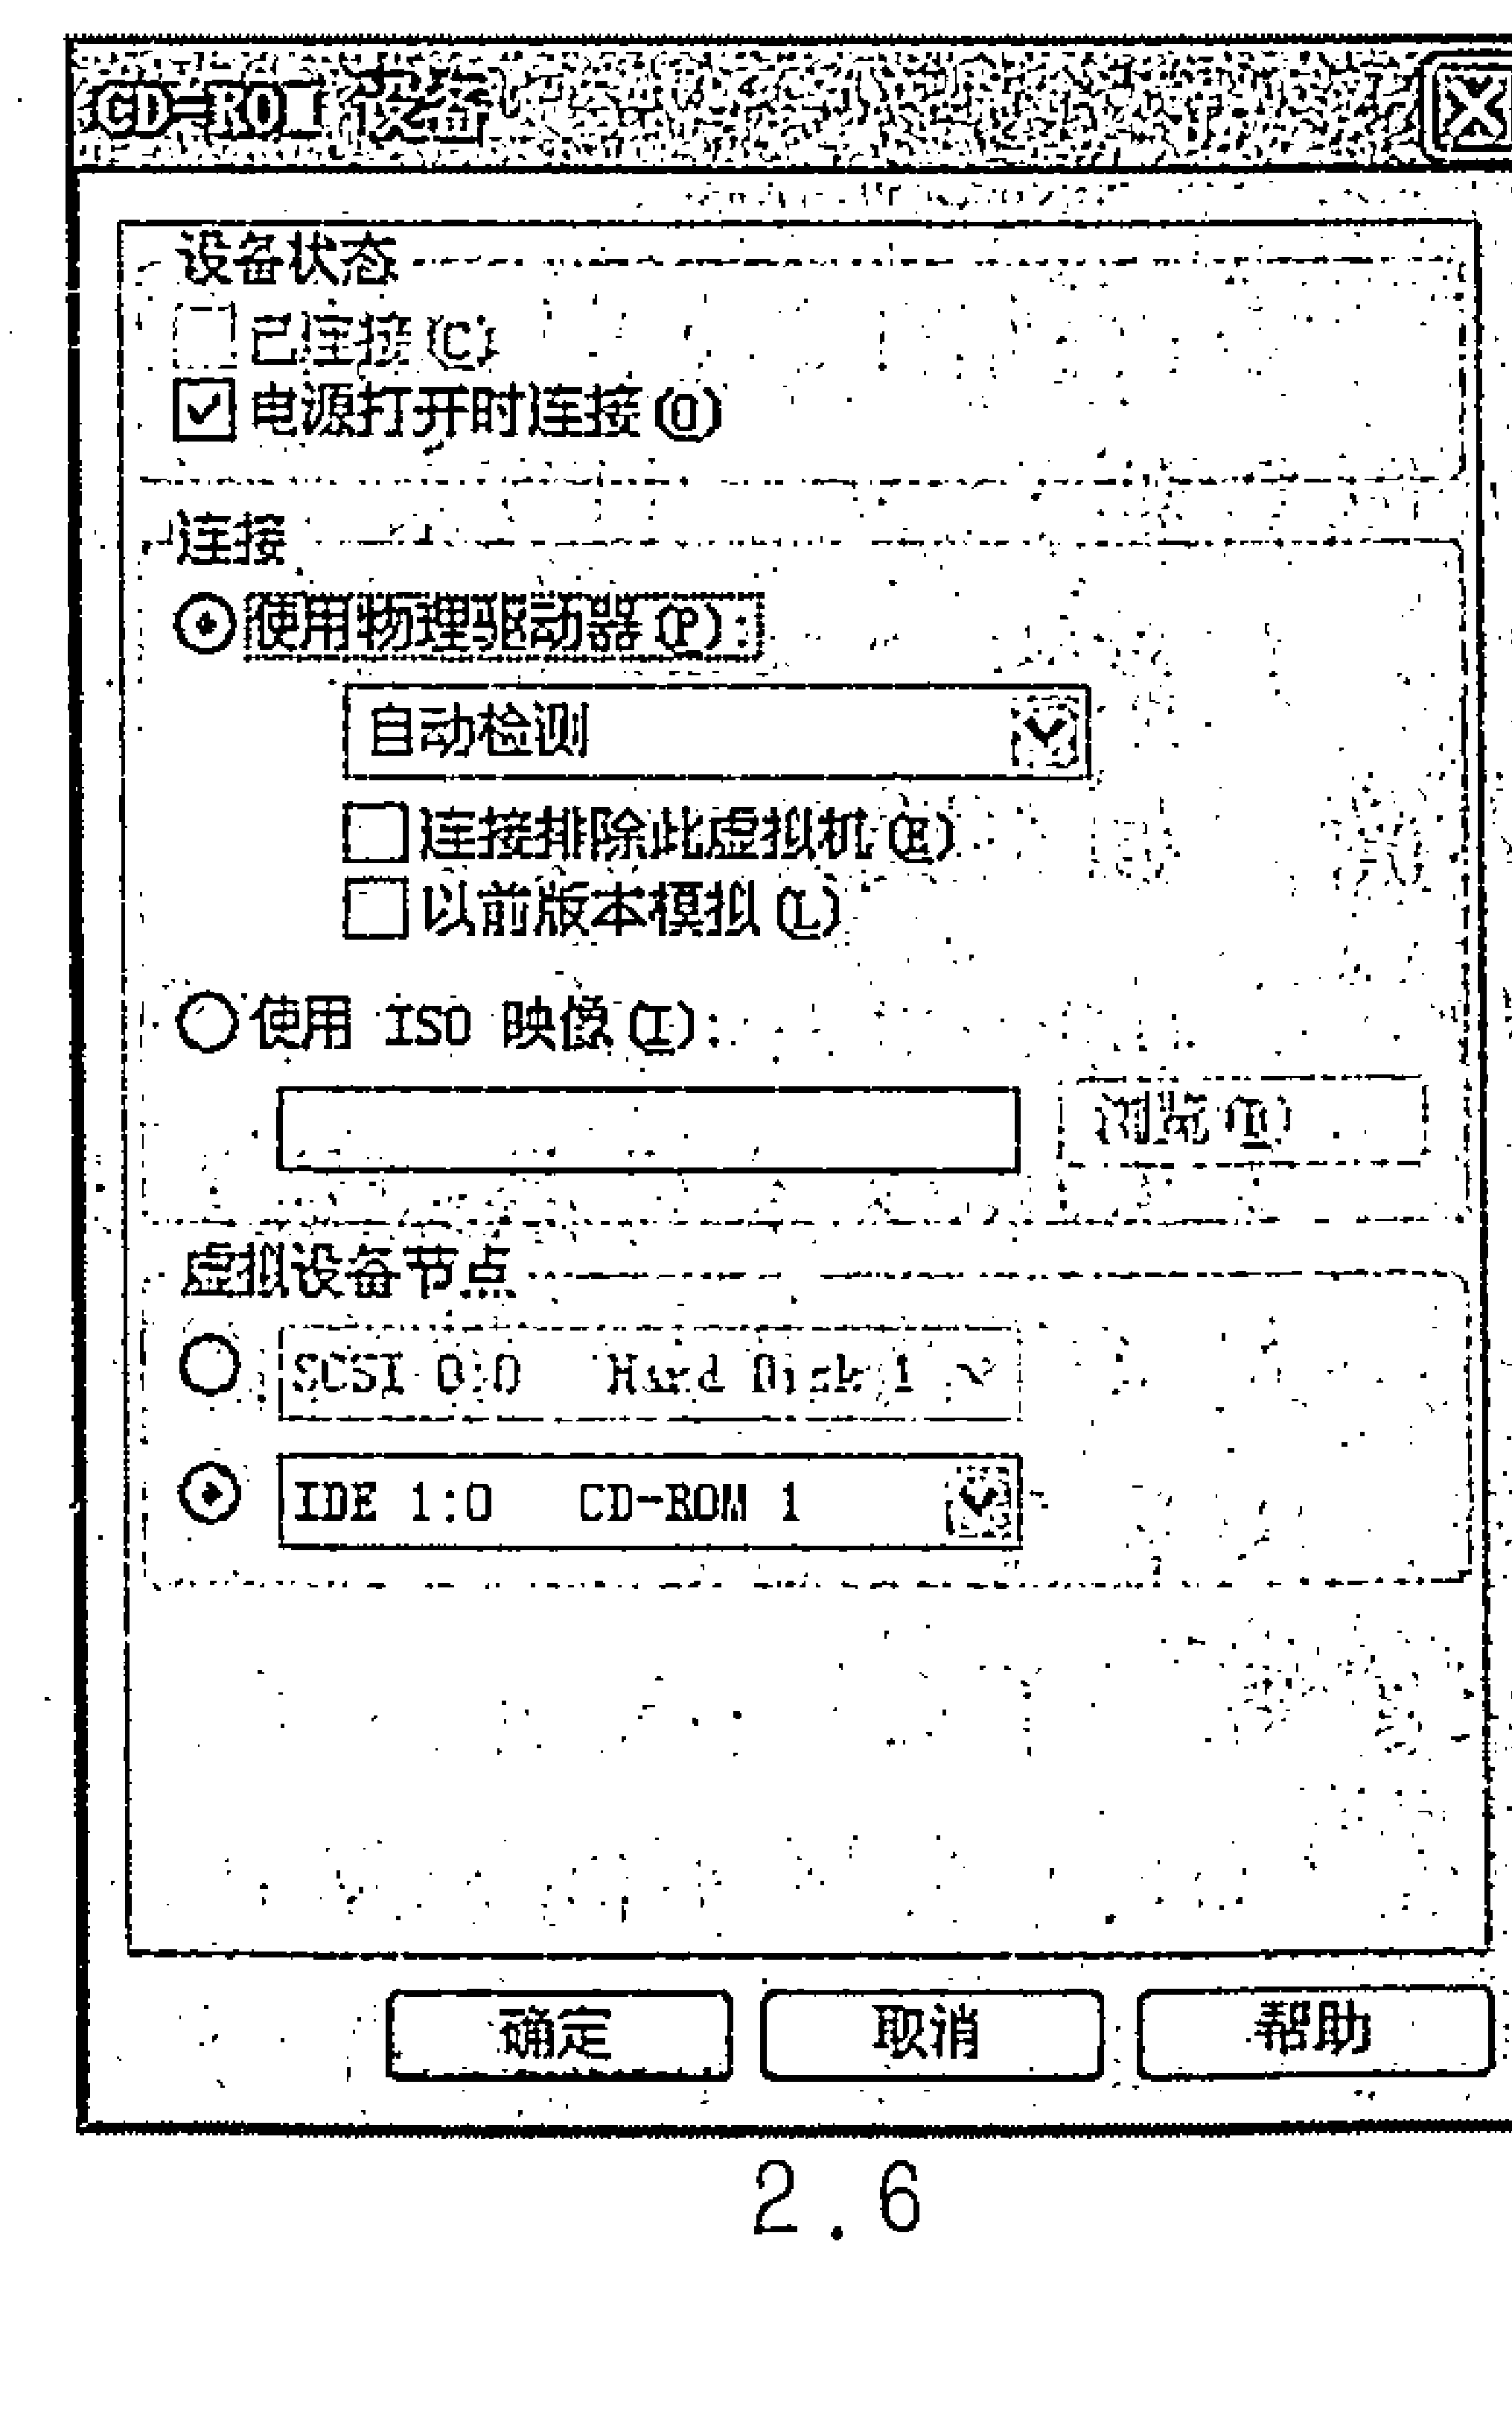 CD-ROM 设备
设备状态
已连接(C)
电源打开时连接(O)
连接
使用物理驱动器(P):
自动检测
连接排除此虚拟机(E)
以前版本模拟(L)
使用 ISO 映像(I):
浏览(B)
虚拟设备节点
SCSI 0:0 Hard Disk 1
IDE 1:0 CD-ROM 1
确定 取消 帮助
2.6